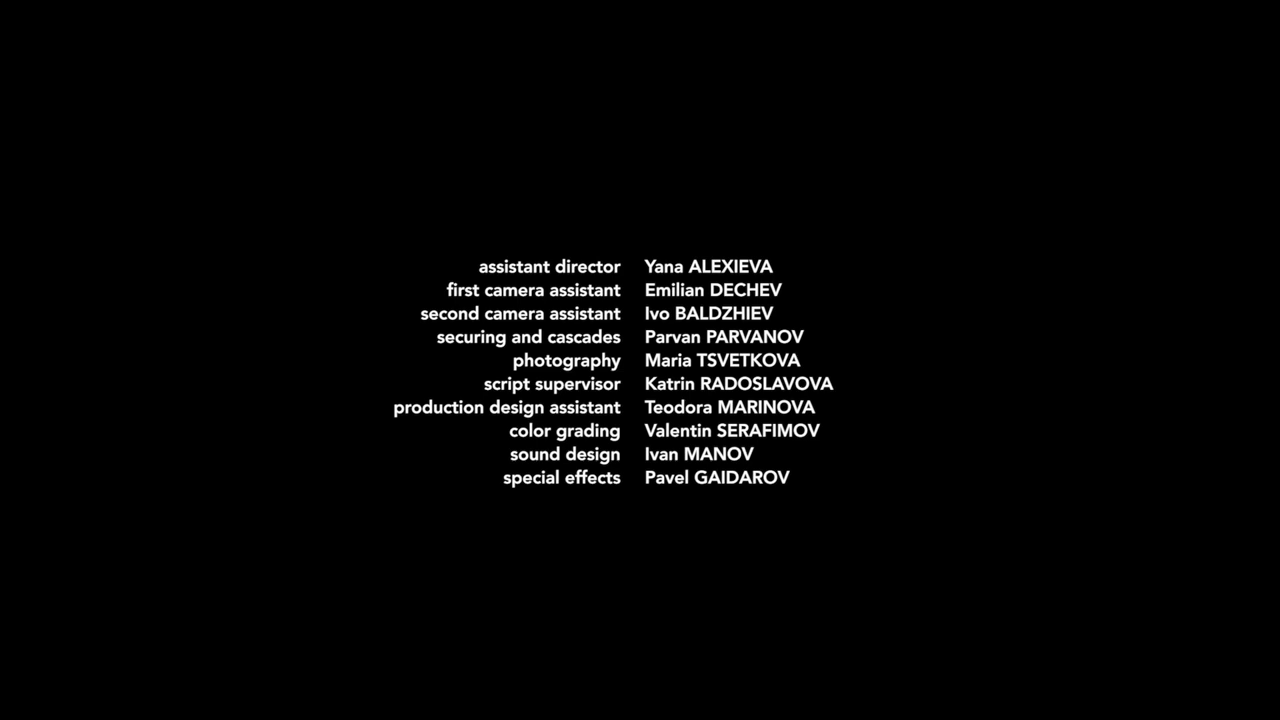 assistant director Yana ALEXIEVA
first camera assistant Emilian DECHEV
second camera assistant Ivo BALDZHIEV
securing and cascades Parvan PARVANOV
photography Maria TSVETKOVA
script supervisor Katrin RADOSLAVOVA
production design assistant Teodora MARINOVA
color grading Valentin SERAFIMOV
sound design Ivan MANOV
special effects Pavel GAIDAROV